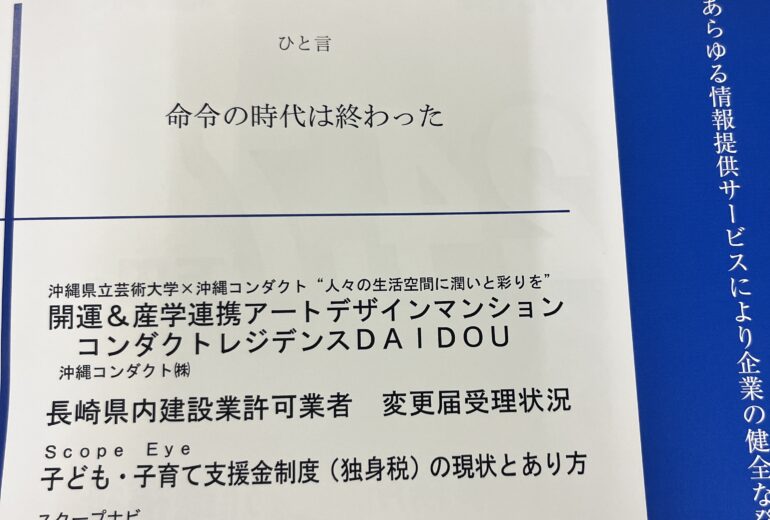 ひと言
命令の時代は終わった
沖縄県立芸術大学×沖縄コンダクト“人々の生活空間に潤いと彩りを”
開運＆産学連携アートデザインマンション
コンダクトレジデンスＤＡＩＤＯＵ
沖縄コンダクト㈱
長崎県内建設業許可業者　変更届受理状況
Ｓｃｏｐｅ　Ｅｙｅ
子ども・子育て支援金制度（独身税）の現状とあり方
スクープナビ
あらゆる情報提供サービスにより企業の健全な発